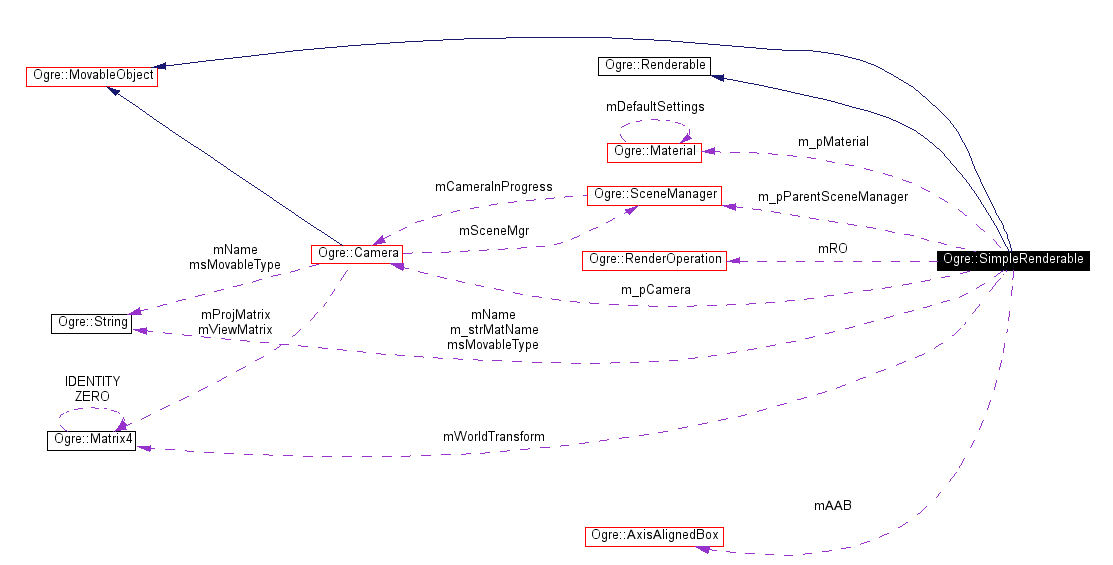 Ogre::MovableObject
Ogre::Renderable
mDefaultSettings
Ogre::Material
m_pMaterial
mCameraInProgress
Ogre::SceneManager
m_pParentSceneManager
mSceneMgr
mName
msMovableType
Ogre::Camera
Ogre::RenderOperation
mRO
Ogre::SimpleRenderable
m_pCamera
Ogre::String
mProjMatrix
mViewMatrix
mName
m_strMatName
msMovableType
IDENTITY
ZERO
Ogre::Matrix4
mWorldTransform
mAAB
Ogre::AxisAlignedBox